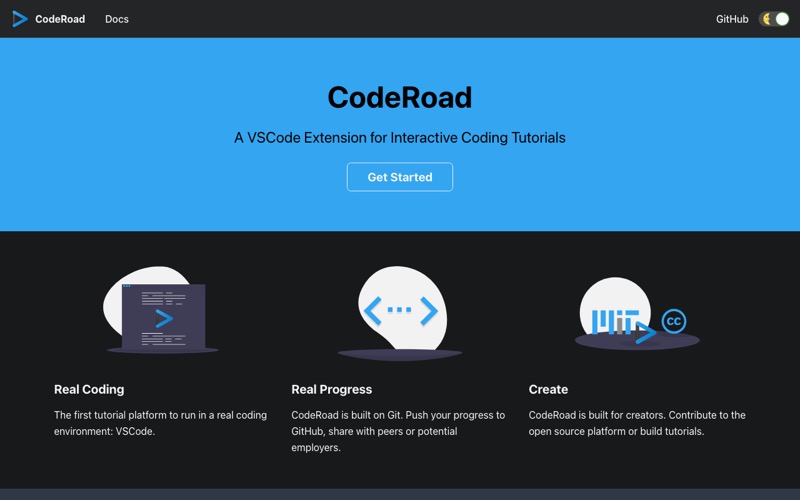 CodeRoad
Docs
GitHub
CodeRoad
A VSCode Extension for Interactive Coding Tutorials
Get Started
MiT
cc
Real Coding
The first tutorial platform to run in a real coding
environment: VSCode.
Real Progress
CodeRoad is built on Git. Push your progress to
GitHub, share with peers or potential
employers.
Create
CodeRoad is built for creators. Contribute to the
open source platform or build tutorials.